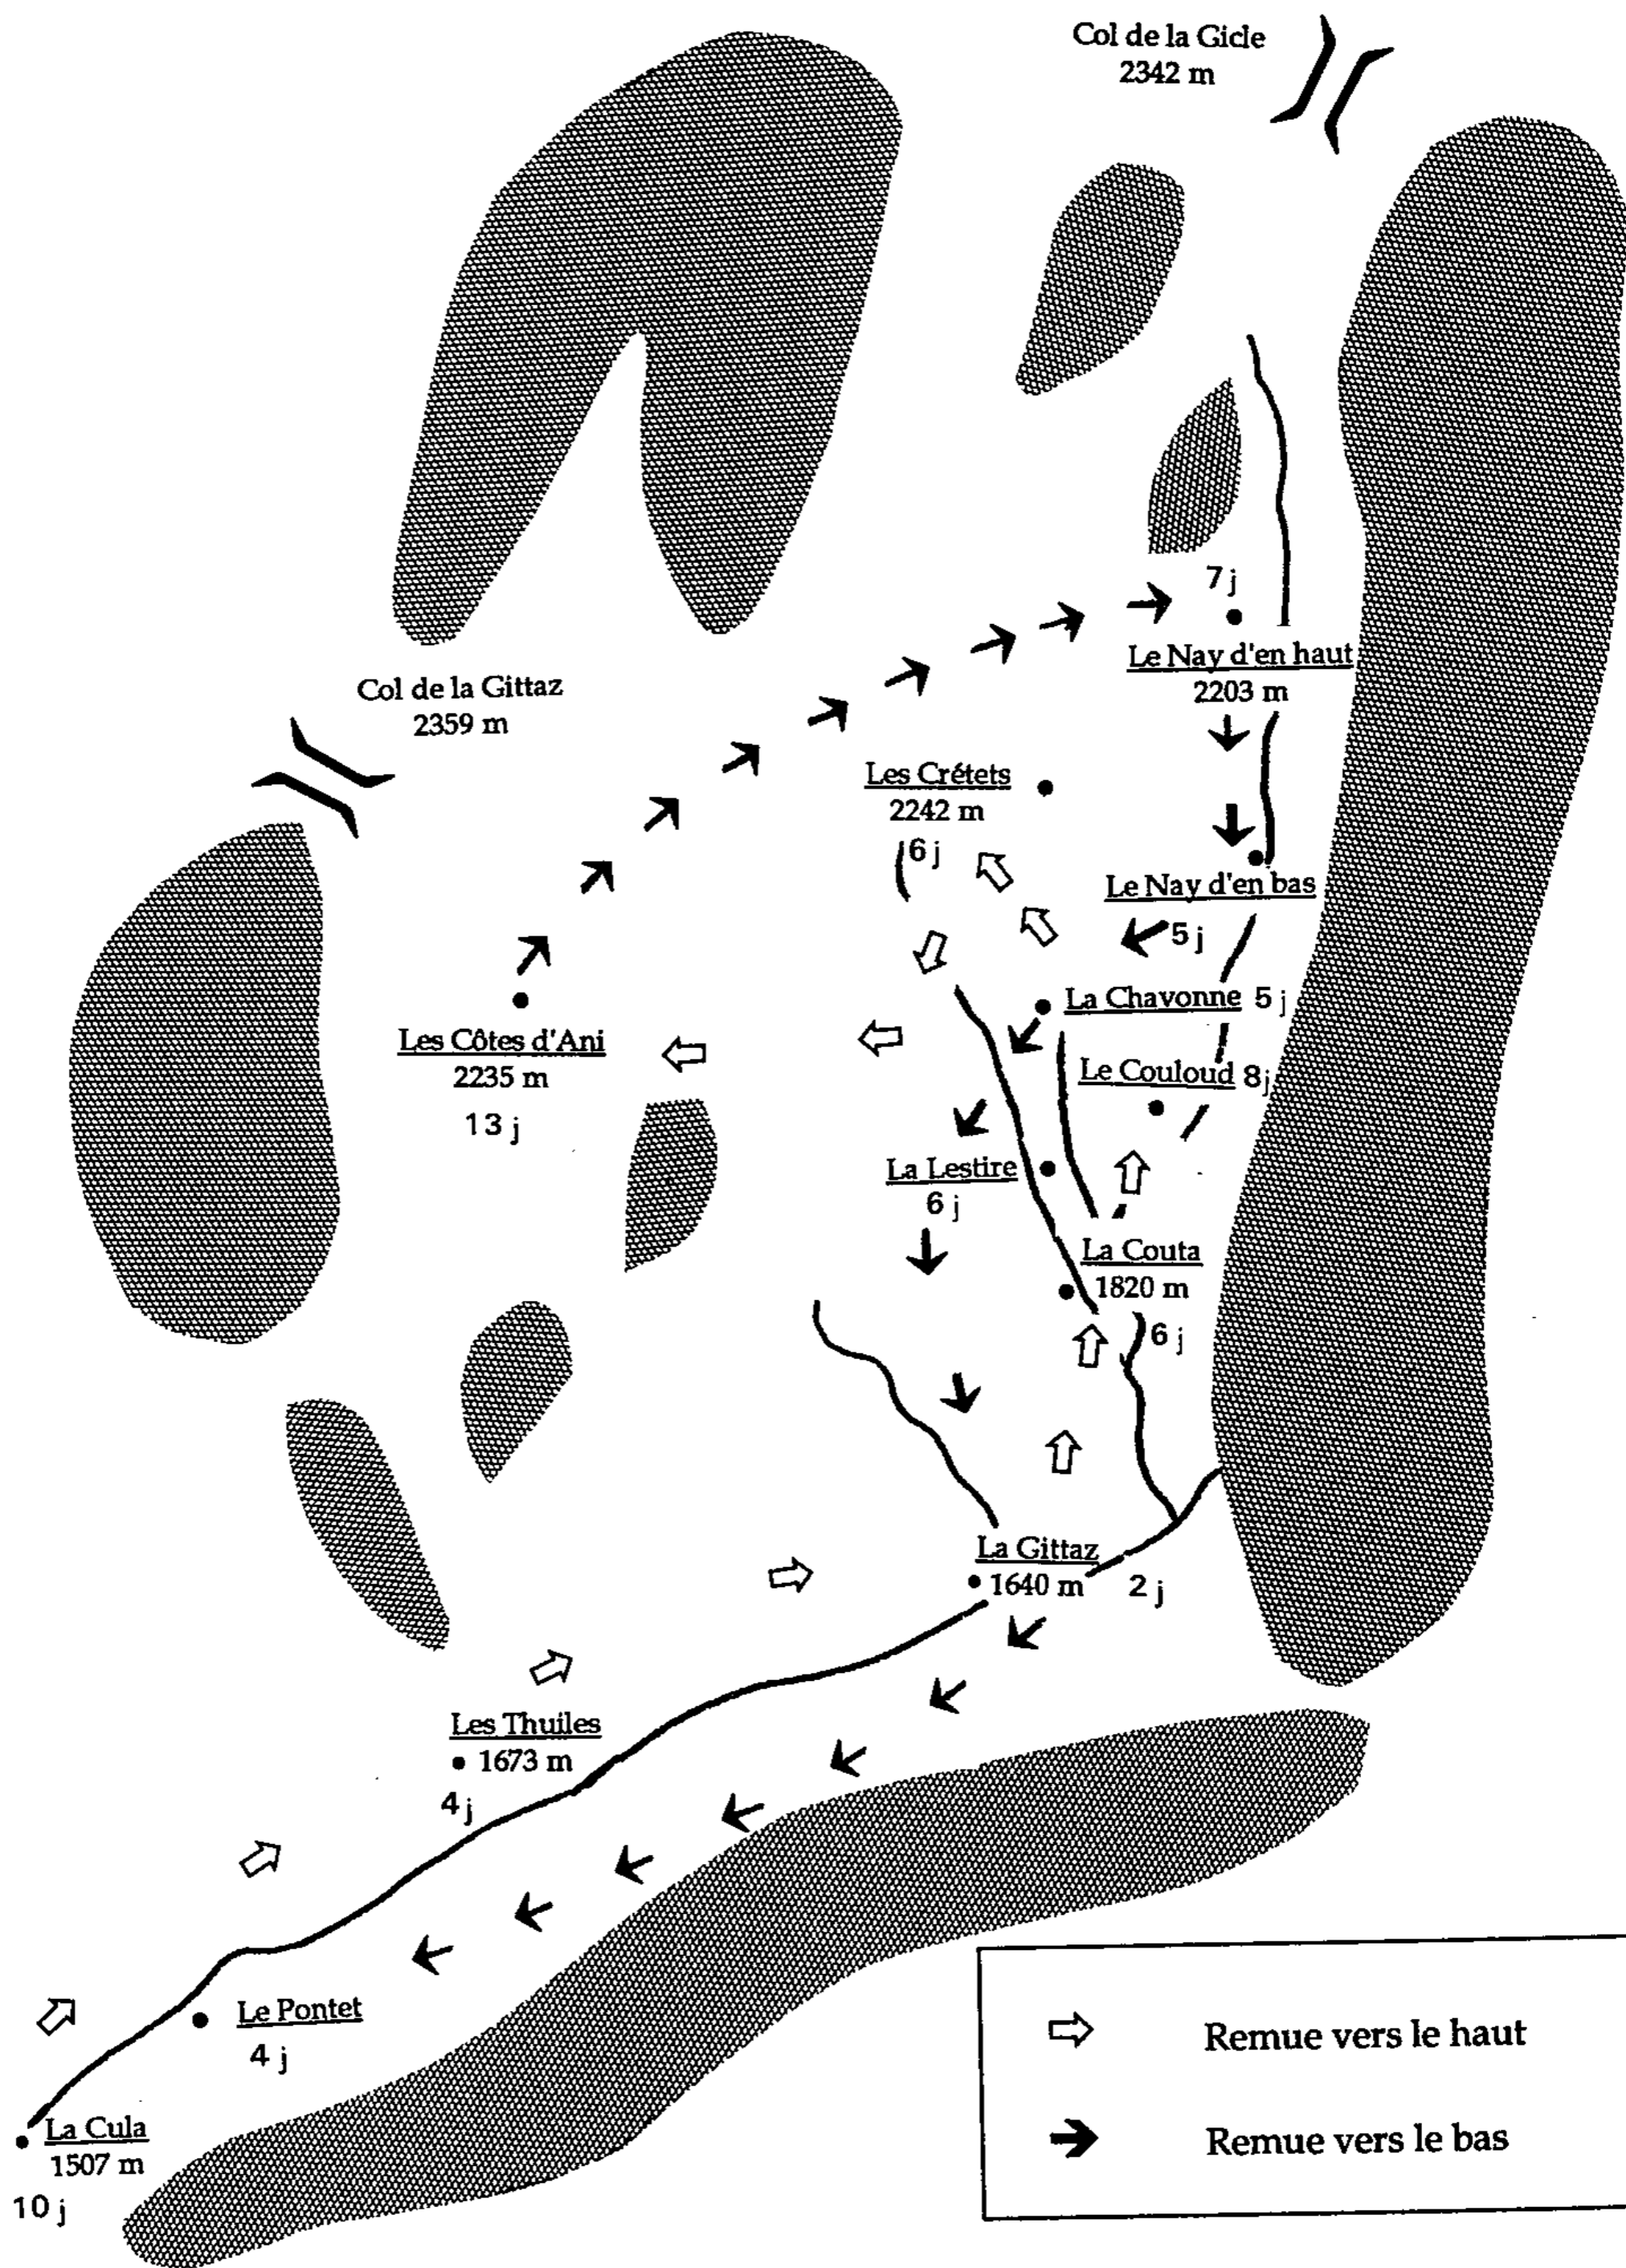 Col de la Gicle
2342 m
7 j
Le Nay d'en haut
2203 m
Col de la Gittaz
2359 m
Les Crétets
2242 m
6 j
Le Nay d'en bas
5 j
La Chavonne 5 j
Les Côtes d'Ani
2235 m
13 j
Le Couloud 8 j
La Lestire
6 j
La Couta
1820 m
6 j
La Gittaz
1640 m
2 j
Les Thuiles
1673 m
4 j
Le Pontet
4 j
La Cula
1507 m
10 j
Remue vers le haut
Remue vers le bas